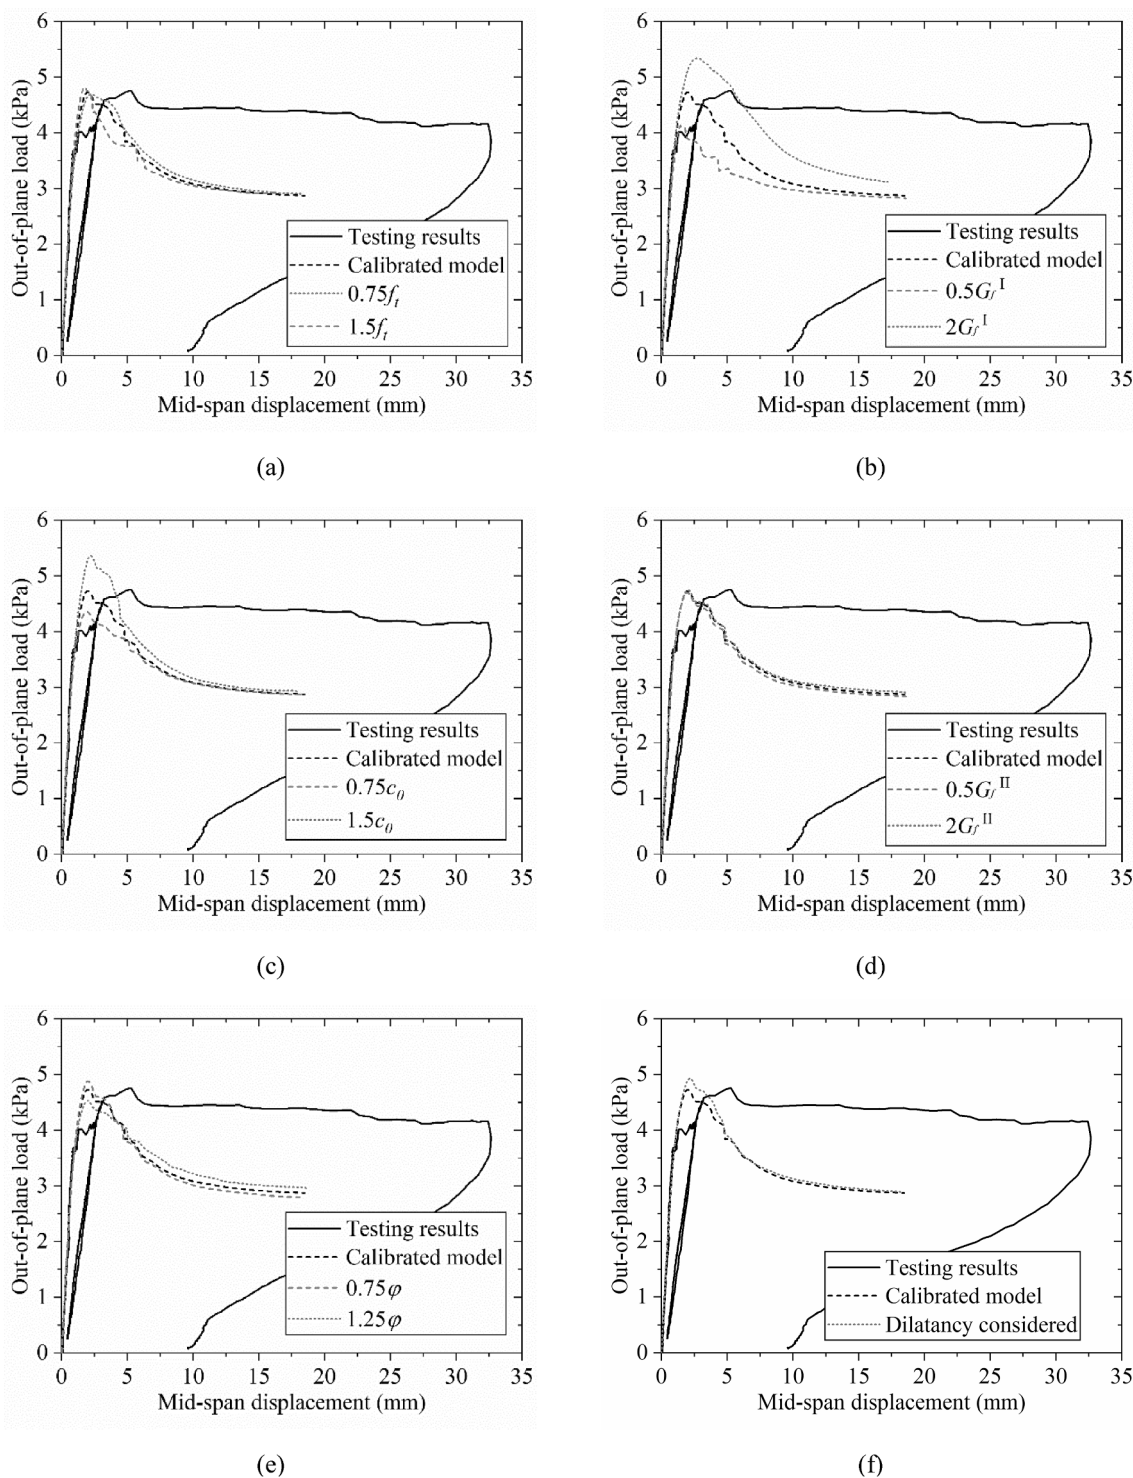 6
5
4
3
2
1
0
Out-of-plane load (kPa)
Testing results
Calibrated model
0.75f_t
1.5f_t
0 5 10 15 20 25 30 35
Mid-span displacement (mm)
(a)
6
5
4
3
2
1
0
Out-of-plane load (kPa)
Testing results
Calibrated model
0.5G_f^I
2G_f^I
0 5 10 15 20 25 30 35
Mid-span displacement (mm)
(b)
6
5
4
3
2
1
0
Out-of-plane load (kPa)
Testing results
Calibrated model
0.75c_0
1.5c_0
0 5 10 15 20 25 30 35
Mid-span displacement (mm)
(c)
6
5
4
3
2
1
0
Out-of-plane load (kPa)
Testing results
Calibrated model
0.5G_f^II
2G_f^II
0 5 10 15 20 25 30 35
Mid-span displacement (mm)
(d)
6
5
4
3
2
1
0
Out-of-plane load (kPa)
Testing results
Calibrated model
0.75φ
1.25φ
0 5 10 15 20 25 30 35
Mid-span displacement (mm)
(e)
6
5
4
3
2
1
0
Out-of-plane load (kPa)
Testing results
Calibrated model
Dilatancy considered
0 5 10 15 20 25 30 35
Mid-span displacement (mm)
(f)